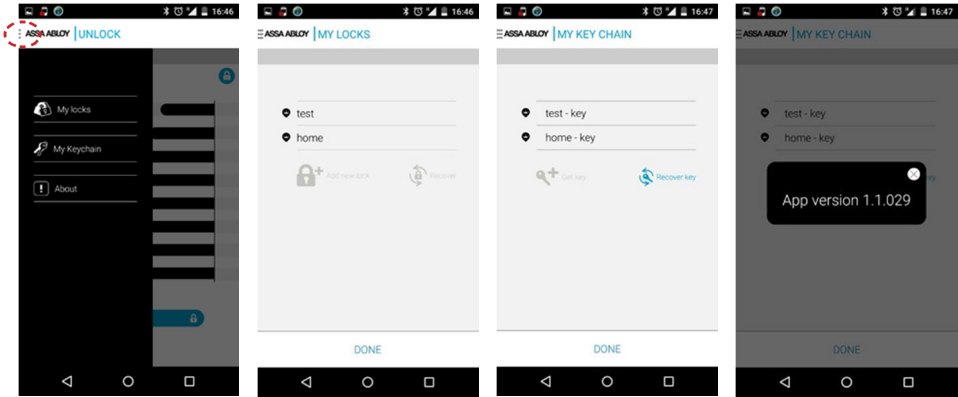 16:46
ASSA ABLOY UNLOCK
My locks
My Keychain
About
16:46
ASSA ABLOY MY LOCKS
test
home
Add new lock
Recover
DONE
16:47
ASSA ABLOY MY KEY CHAIN
test - key
home - key
Get key
Recover key
DONE
16:47
ASSA ABLOY MY KEY CHAIN
test - key
home - key
key
App version 1.1.029
DONE